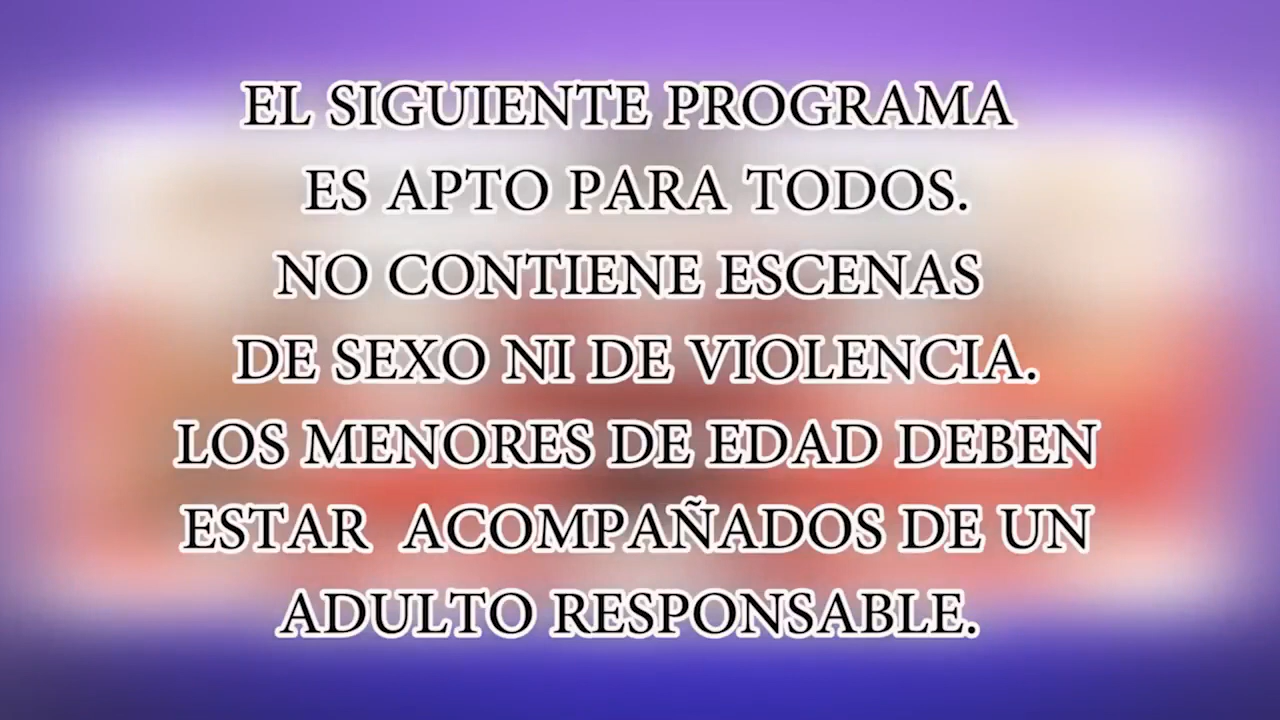 EL SIGUIENTE PROGRAMA
ES APTO PARA TODOS.
NO CONTIENE ESCENAS
DE SEXO NI DE VIOLENCIA.
LOS MENORES DE EDAD DEBEN
ESTAR  ACOMPAÑADOS DE UN
ADULTO RESPONSABLE.